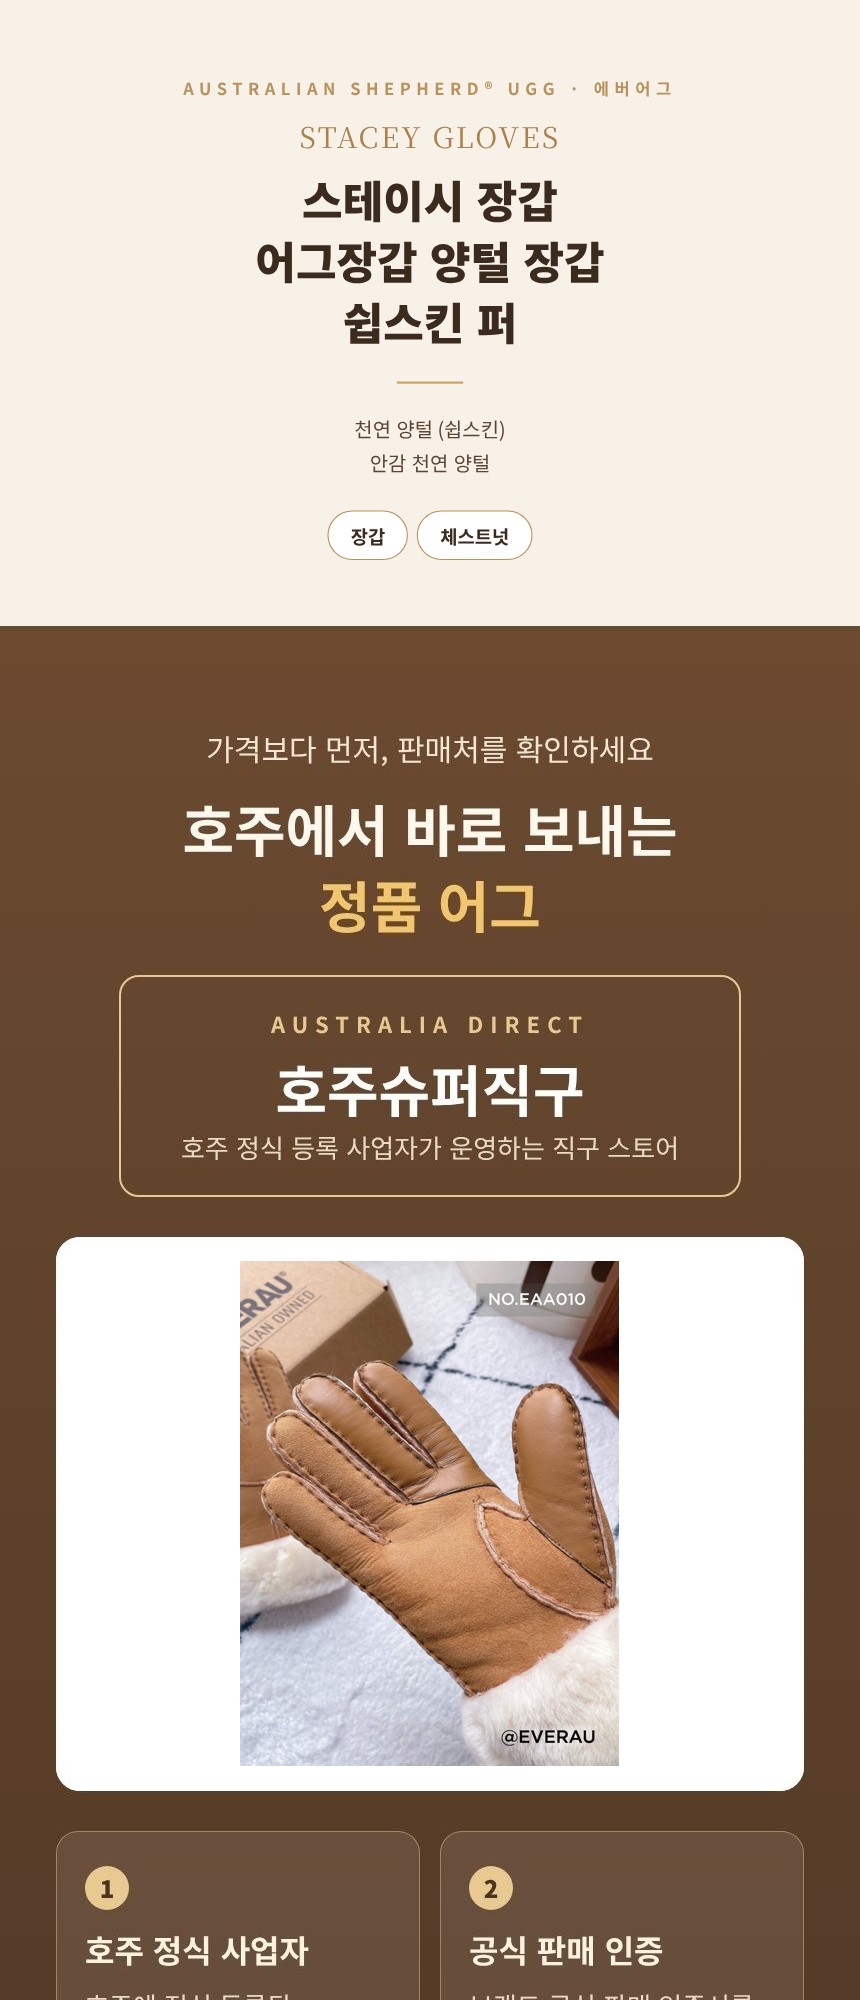 AUSTRALIAN SHEPHERD® UGG · 에버어그
STACEY GLOVES
스테이시 장갑
어그장갑 양털 장갑
쉽스킨 퍼
천연 양털 (쉽스킨)
안감 천연 양털
장갑
체스트넛
가격보다 먼저, 판매처를 확인하세요
호주에서 바로 보내는
정품 어그
AUSTRALIA DIRECT
호주슈퍼직구
호주 정식 등록 사업자가 운영하는 직구 스토어
ERAU®
LIAN OWNED
NO.EAA010
@EVERAU
1
호주 정식 사업자
2
공식 판매 인증